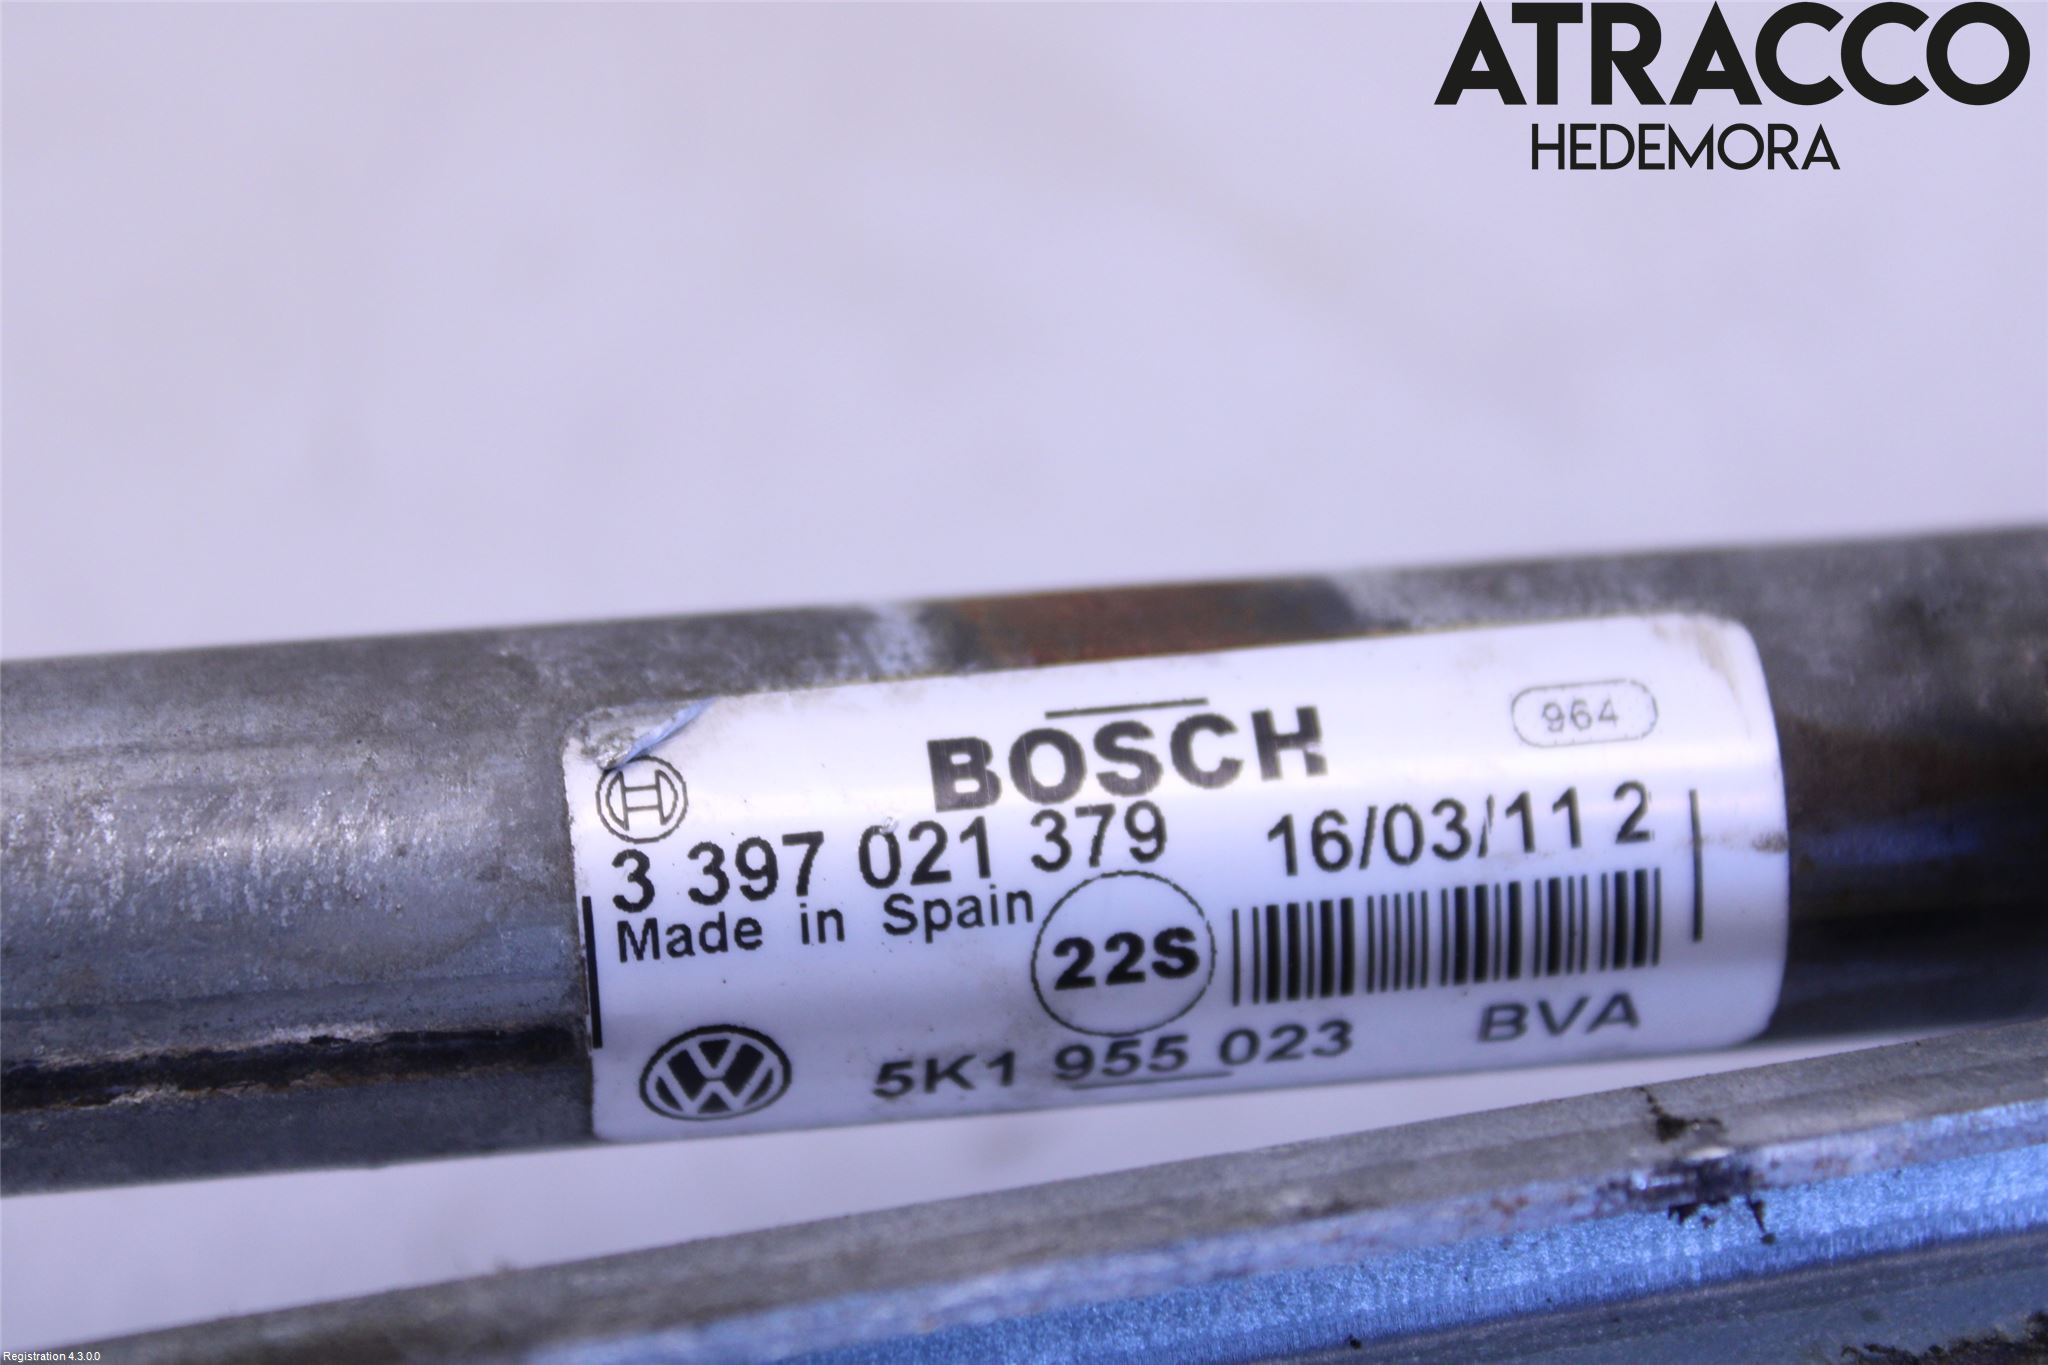 ATRACCO
HEDEMORA
BOSCH
964
3 397 021 379 16/03/11 2
Made in Spain
22S
5K1 955 023 BVA
Registration 4.3.0.0